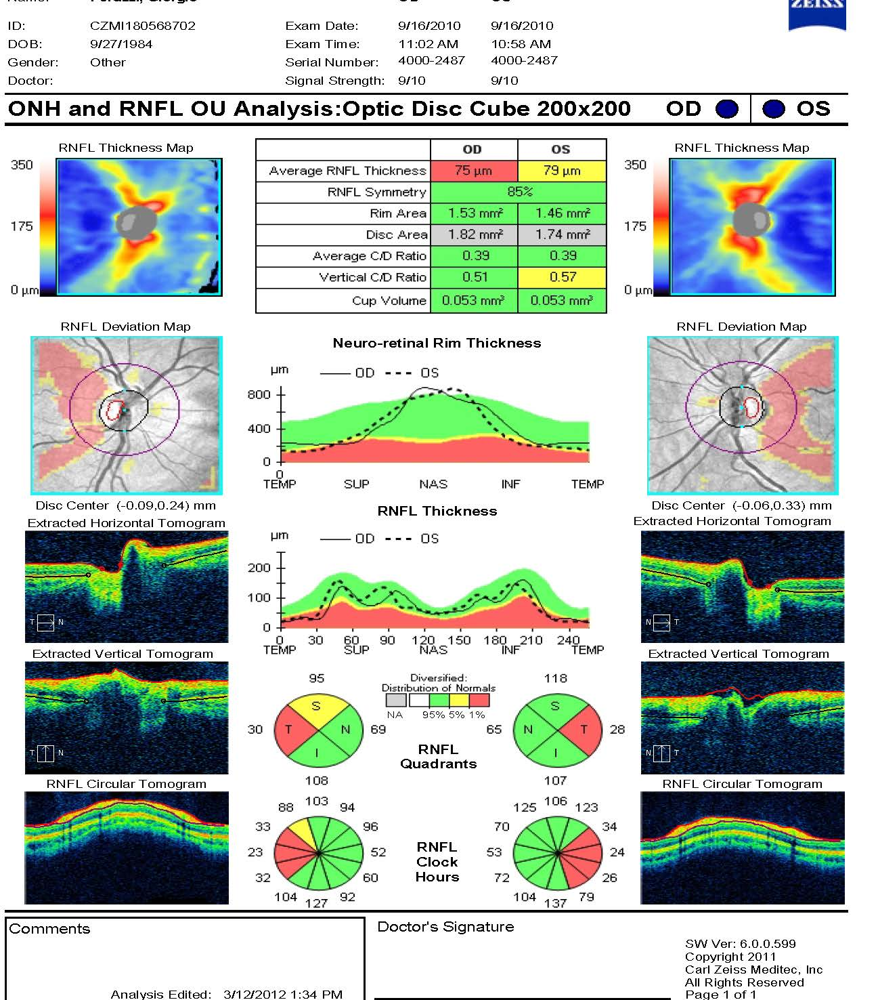 ZEISS
ID: CZMI180568702 Exam Date: 9/16/2010 9/16/2010
DOB: 9/27/1984 Exam Time: 11:02 AM 10:58 AM
Gender: Other Serial Number: 4000-2487 4000-2487
Doctor: Signal Strength: 9/10 9/10
ONH and RNFL OU Analysis:Optic Disc Cube 200x200 OD OS
RNFL Thickness Map
350
175
0 µm
OD OS
Average RNFL Thickness 75 µm 79 µm
RNFL Symmetry 85%
Rim Area 1.53 mm² 1.46 mm²
Disc Area 1.82 mm² 1.74 mm²
Average C/D Ratio 0.39 0.39
Vertical C/D Ratio 0.51 0.57
Cup Volume 0.053 mm³ 0.053 mm³
RNFL Thickness Map
350
175
0 µm
RNFL Deviation Map
Disc Center (-0.09,0.24) mm
Neuro-retinal Rim Thickness
µm OD OS
800
400
0
0
TEMP SUP NAS INF TEMP
RNFL Deviation Map
Disc Center (-0.06,0.33) mm
Extracted Horizontal Tomogram
T N
RNFL Thickness
µm OD OS
200
100
0
0 30 60 90 120 150 180 210 240
TEMP SUP NAS INF TEMP
Extracted Horizontal Tomogram
N T
Extracted Vertical Tomogram
T N
Extracted Vertical Tomogram
N T
95
S
30 T N 69
I
108
Diversified:
Distribution of Normals
NA 95% 5% 1%
RNFL
Quadrants
118
S
65 N T 28
I
107
RNFL Circular Tomogram
88 103 94
33 96
23 52
32 60
104 127 92
RNFL
Clock
Hours
125 106 123
70 34
53 24
72 26
104 137 79
RNFL Circular Tomogram
Comments
Analysis Edited: 3/12/2012 1:34 PM
Doctor's Signature
SW Ver: 6.0.0.599
Copyright 2011
Carl Zeiss Meditec, Inc
All Rights Reserved
Page 1 of 1